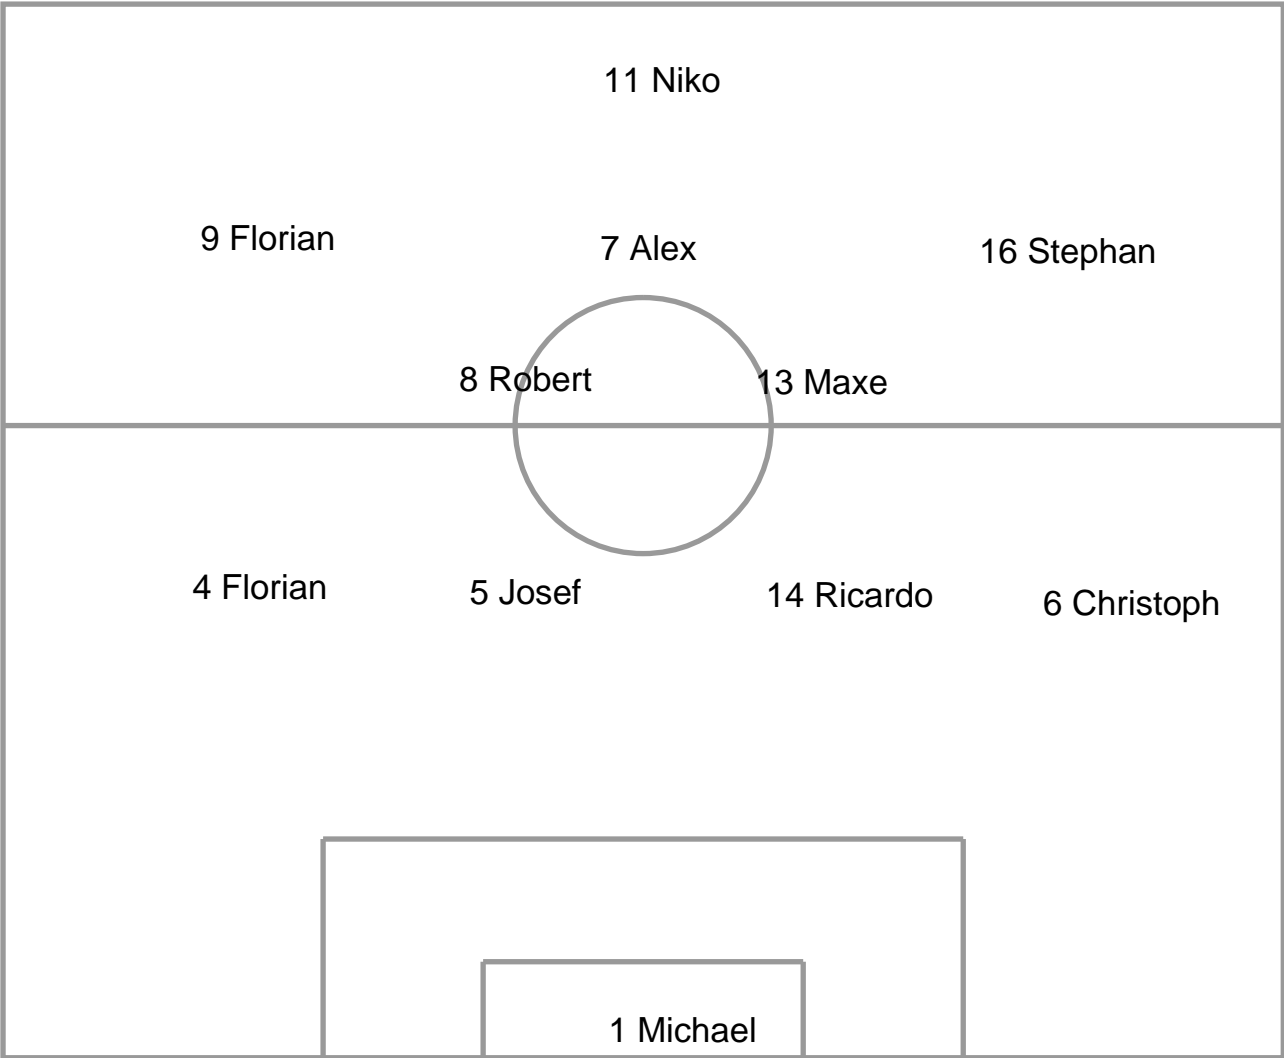 11 Niko
9 Florian
7 Alex
16 Stephan
8 Robert
13 Maxe
4 Florian
5 Josef
14 Ricardo
6 Christoph
1 Michael